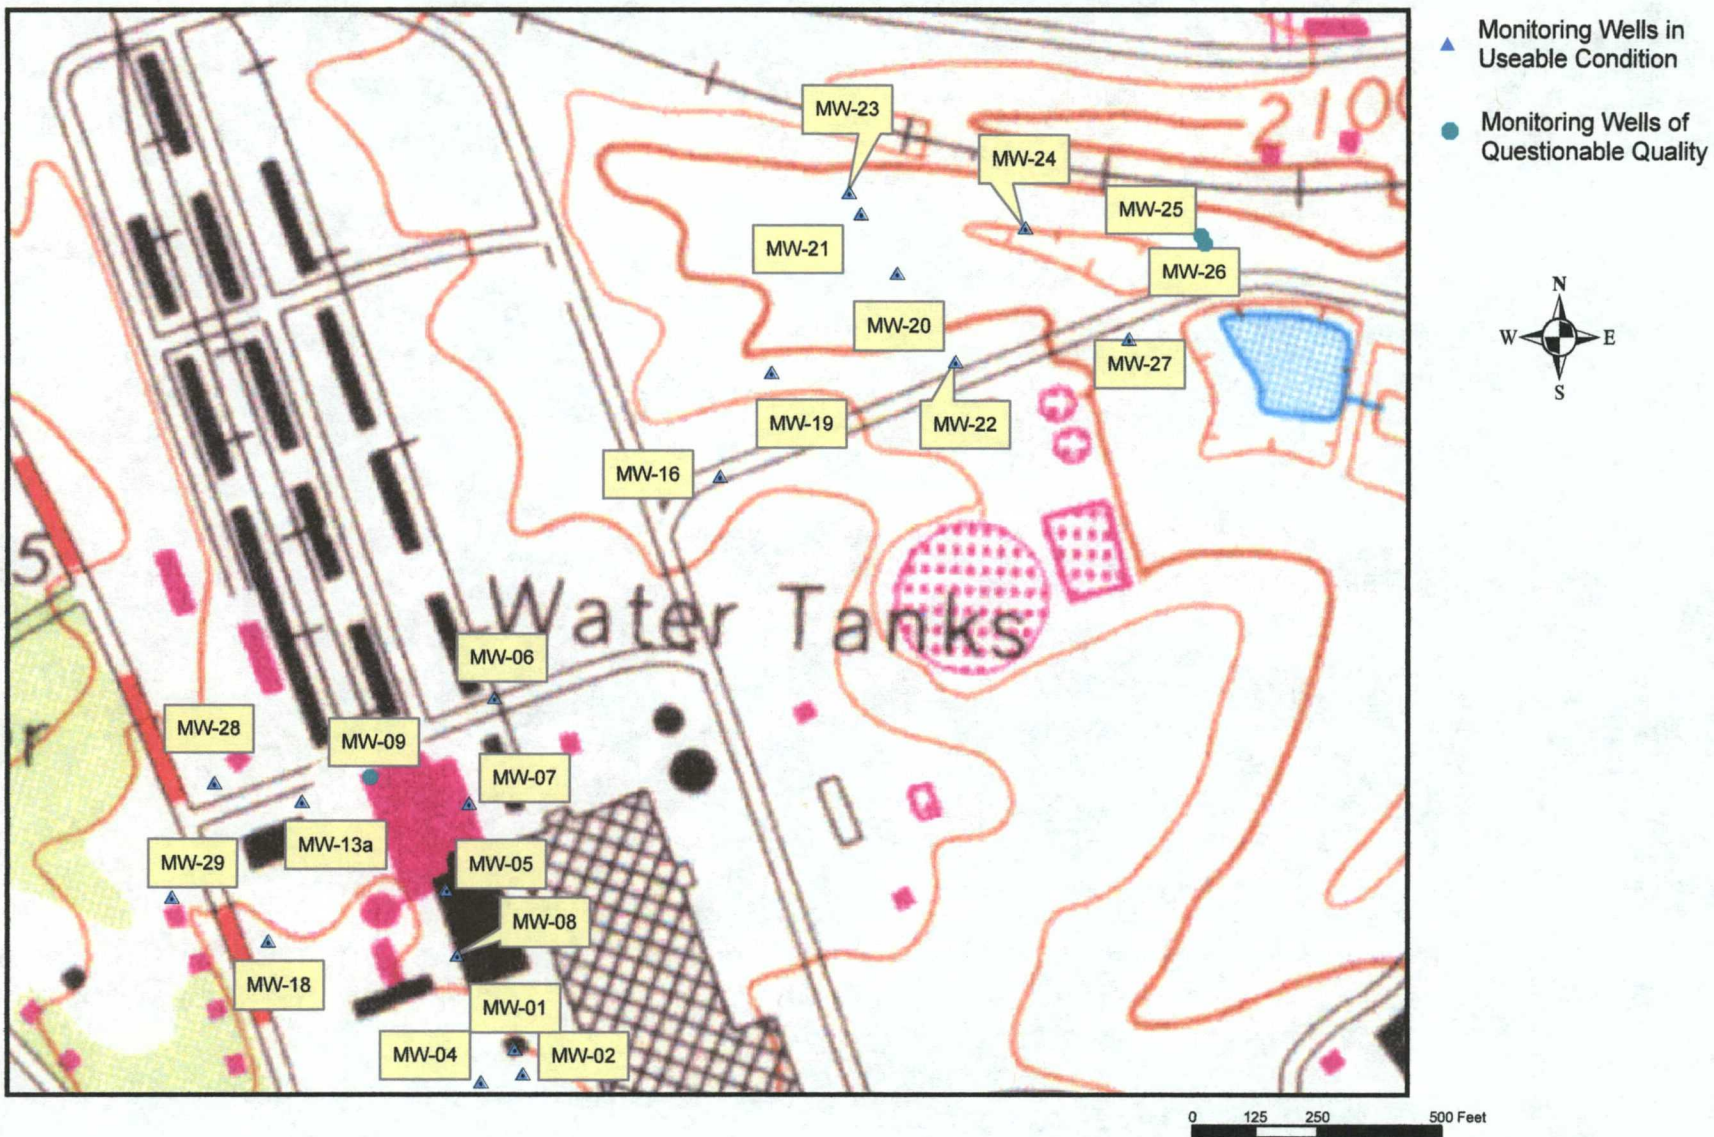 Monitoring Wells in
Useable Condition
Monitoring Wells of
Questionable Quality
N
W E
S
2100
MW-23
MW-24
MW-25
MW-21
MW-26
MW-20
MW-27
MW-19
MW-22
MW-16
5
Water Tanks
MW-06
MW-28
MW-09
r
MW-07
MW-13a
MW-29
MW-05
MW-08
MW-18
MW-01
MW-04
MW-02
0 125 250 500 Feet